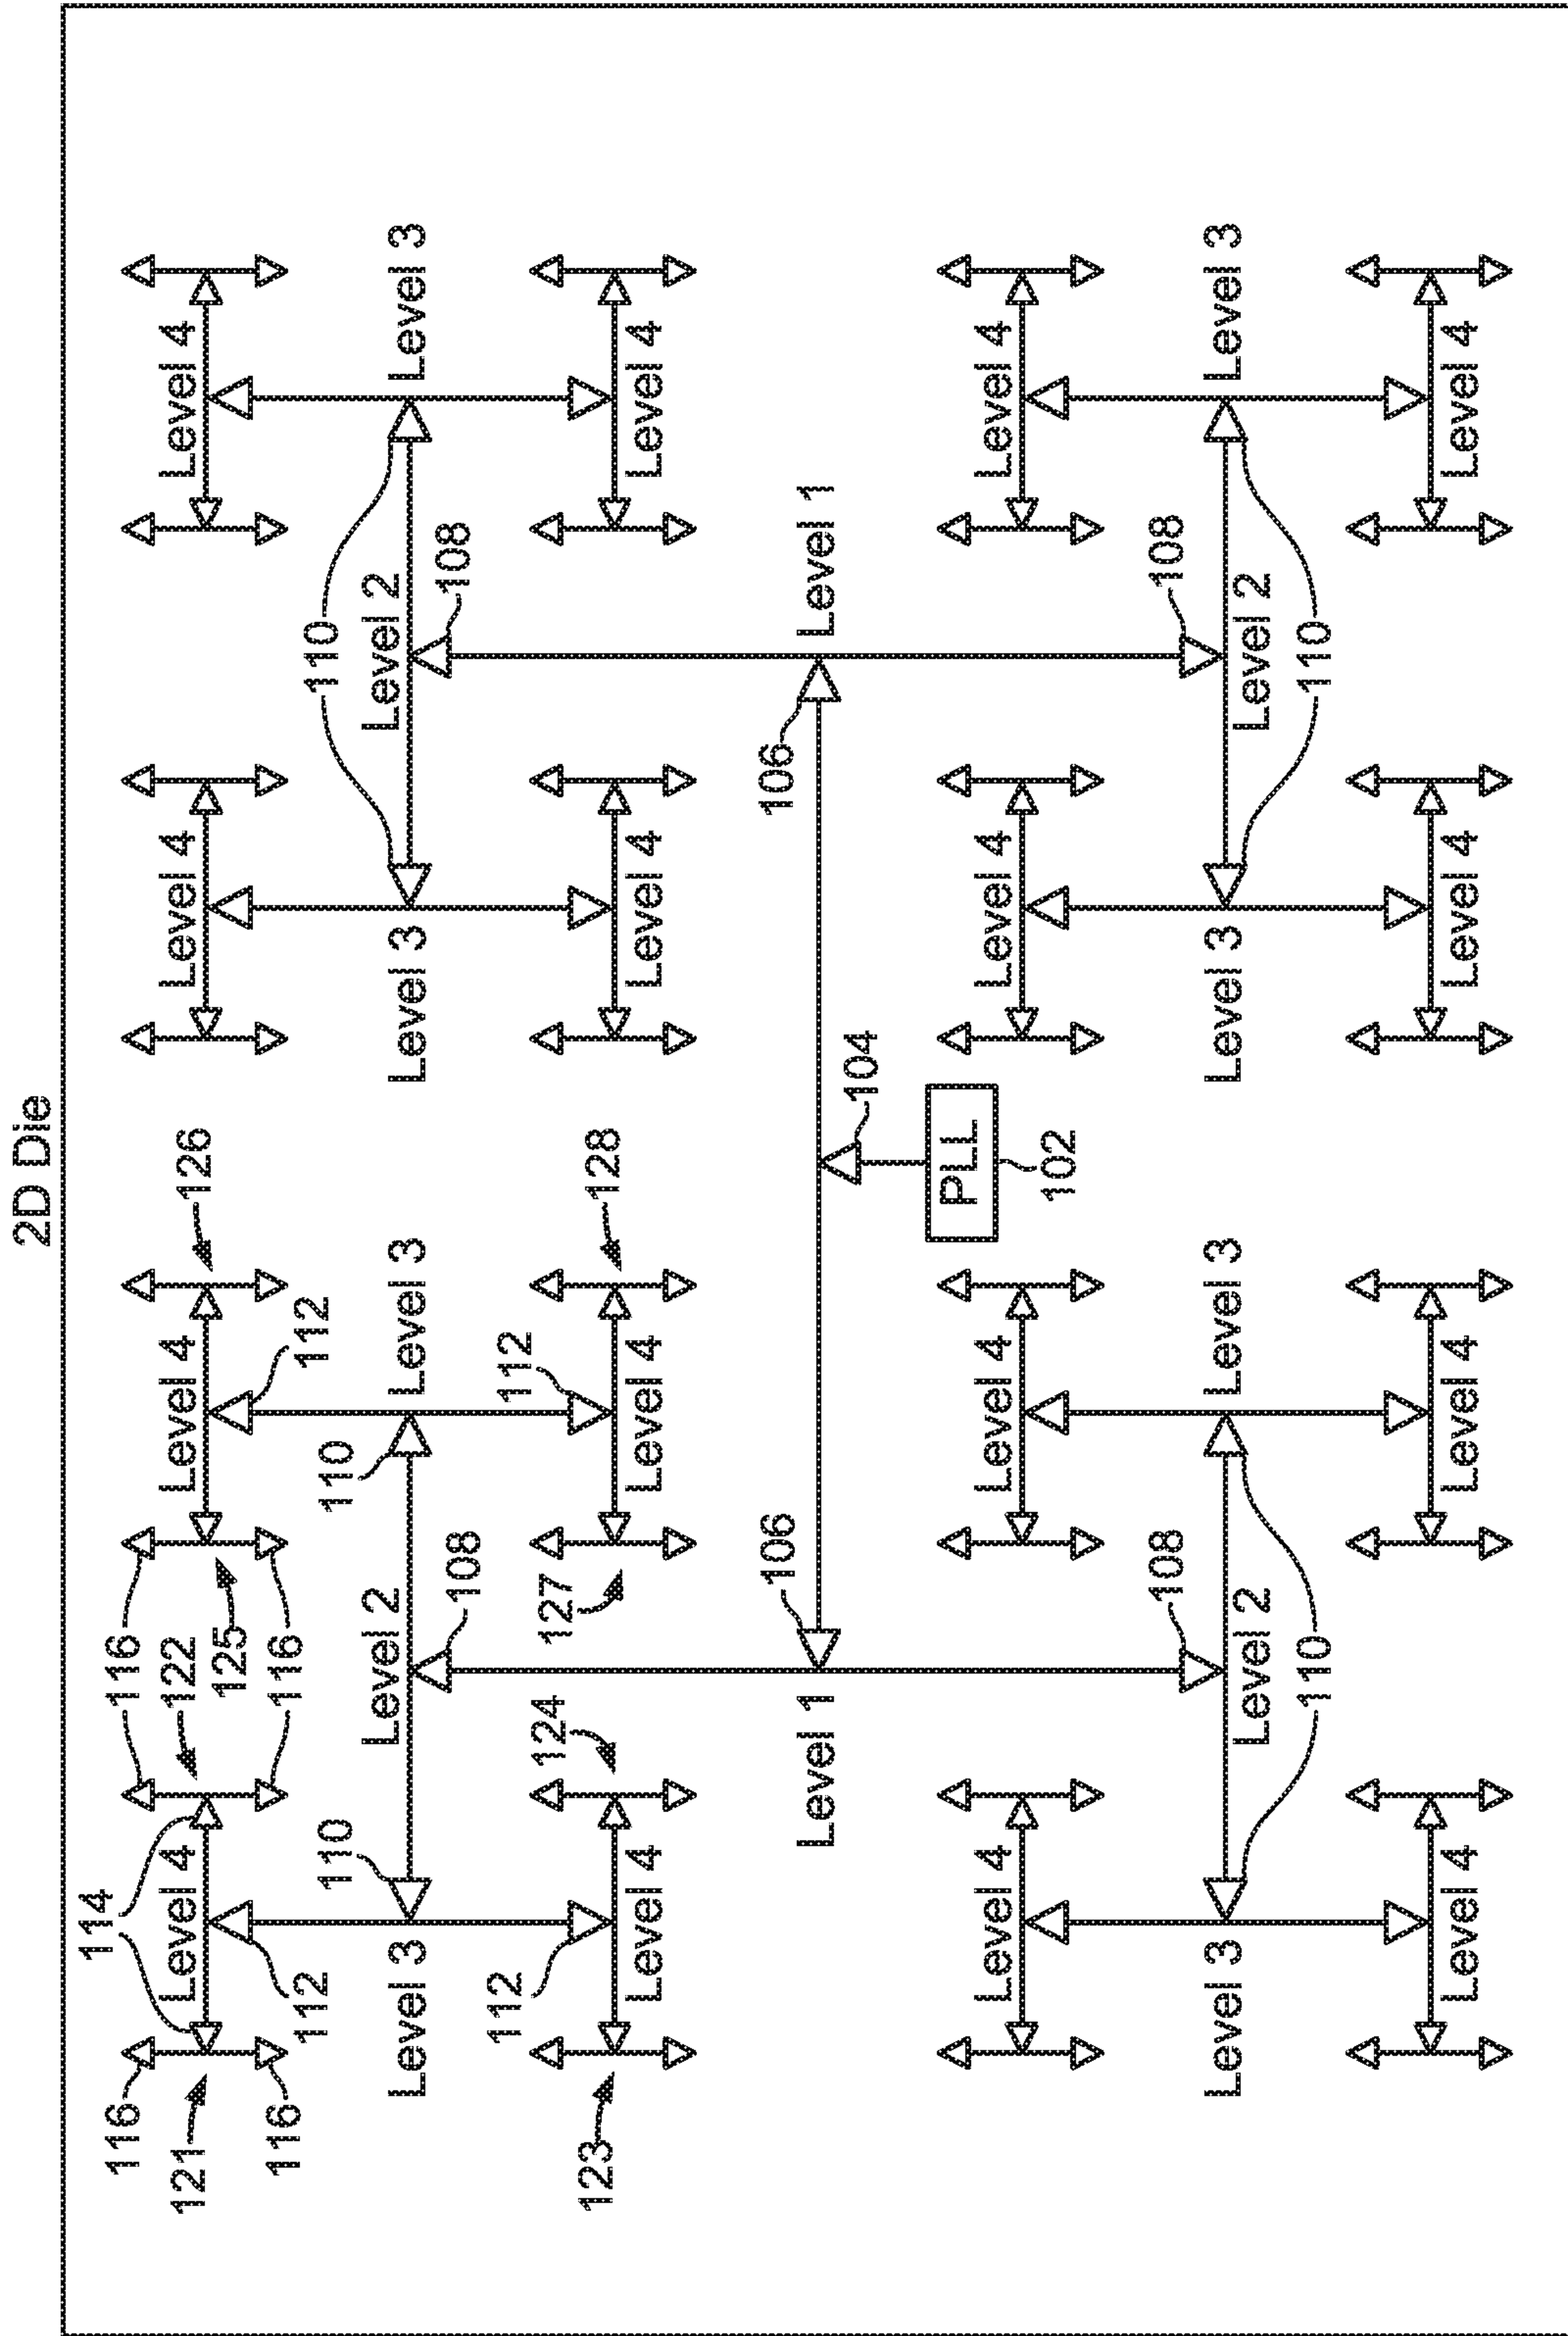 2D Die
114
116 116
121 Level 4 122 Level 4 126 Level 4 Level 4
125
116 116
112 112
110 110 110
Level 2 Level 2
Level 3 Level 3 Level 3 Level 3
108 108
112 112
124 127
123 128
Level 4 Level 4 Level 4 Level 4
106 106
Level 1 Level 1
104
PLL
Level 4 Level 4 Level 4 Level 4
102
108 108
Level 3 Level 3 Level 3 Level 3
Level 2 Level 2
110 110
Level 4 Level 4 Level 4 Level 4